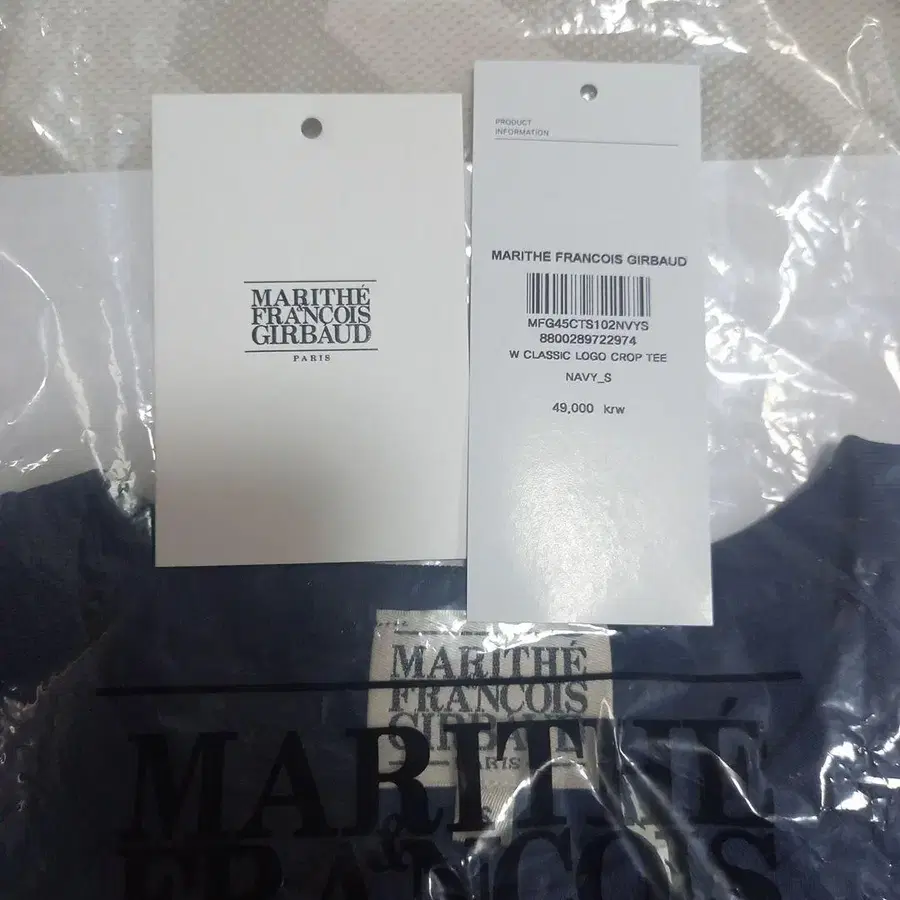 MARITHÉ
FRANÇOIS
&
GIRBAUD
PARIS
PRODUCT
INFORMATION
MARITHE FRANCOIS GIRBAUD
MFG45CTS102NVYS
8800289722974
W CLASSIC LOGO CROP TEE
NAVY_S
49,000 krw
MARITHÉ
FRANCOIS
GIRBAUD
PARIS
S
MARITHÉ
&
FRANÇOIS